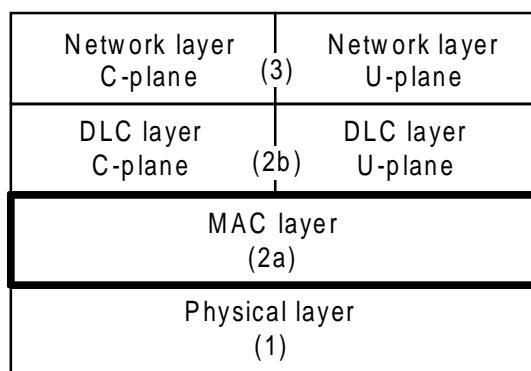 Network layer
C-plane
Network layer
U-plane
(3)
DLC layer
C-plane
DLC layer
U-plane
(2b)
MAC layer
(2a)
Physical layer
(1)